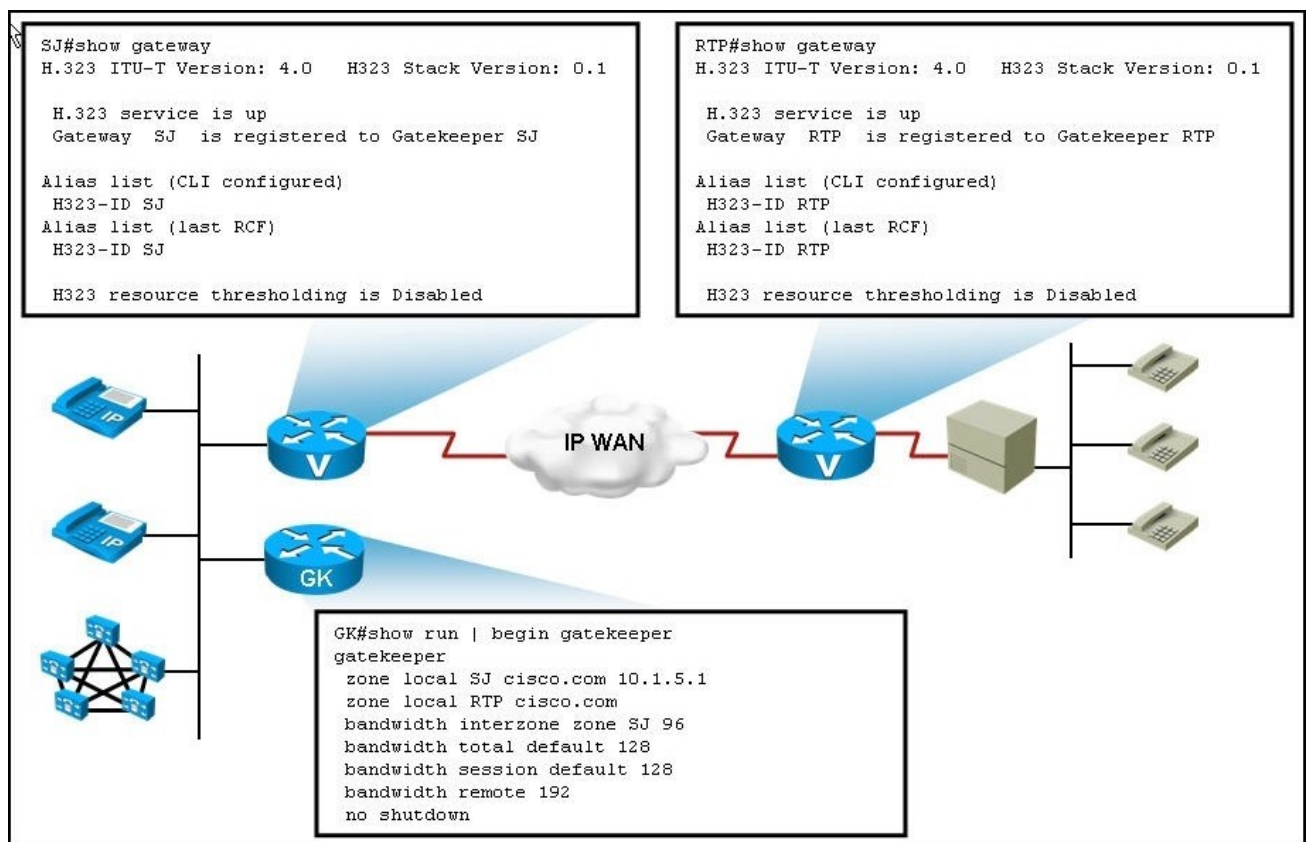 SJ#show gateway
H.323 ITU-T Version: 4.0   H323 Stack Version: 0.1
H.323 service is up
Gateway  SJ  is registered to Gatekeeper SJ
Alias list (CLI configured)
H323-ID SJ
Alias list (last RCF)
H323-ID SJ
H323 resource thresholding is Disabled
RTP#show gateway
H.323 ITU-T Version: 4.0   H323 Stack Version: 0.1
H.323 service is up
Gateway  RTP  is registered to Gatekeeper RTP
Alias list (CLI configured)
H323-ID RTP
Alias list (last RCF)
H323-ID RTP
H323 resource thresholding is Disabled
IP
V
IP WAN
V
IP
GK
GK#show run | begin gatekeeper
gatekeeper
zone local SJ cisco.com 10.1.5.1
zone local RTP cisco.com
bandwidth interzone zone SJ 96
bandwidth total default 128
bandwidth session default 128
bandwidth remote 192
no shutdown